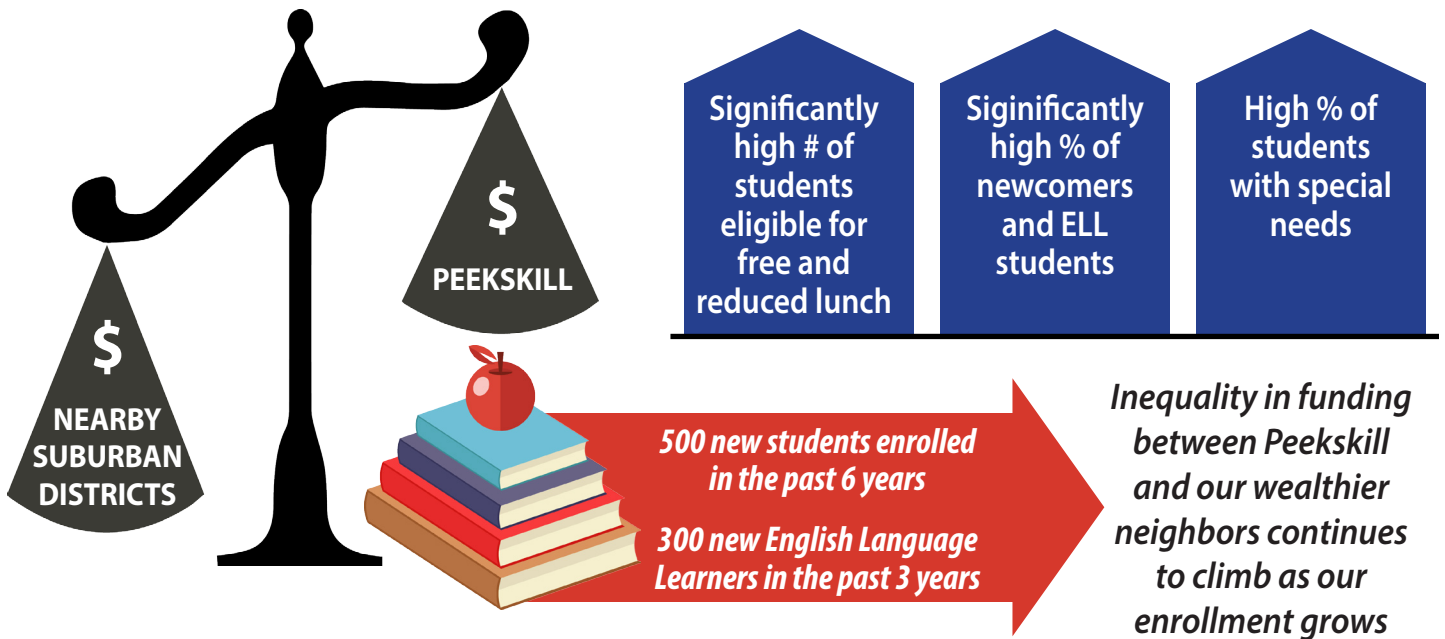 $
PEEKSKILL
$
NEARBY
SUBURBAN
DISTRICTS
Significantly
high # of
students
eligible for
free and
reduced lunch
Siginificantly
high % of
newcomers
and ELL
students
High % of
students
with special
needs
500 new students enrolled
in the past 6 years
300 new English Language
Learners in the past 3 years
Inequality in funding
between Peekskill
and our wealthier
neighbors continues
to climb as our
enrollment grows